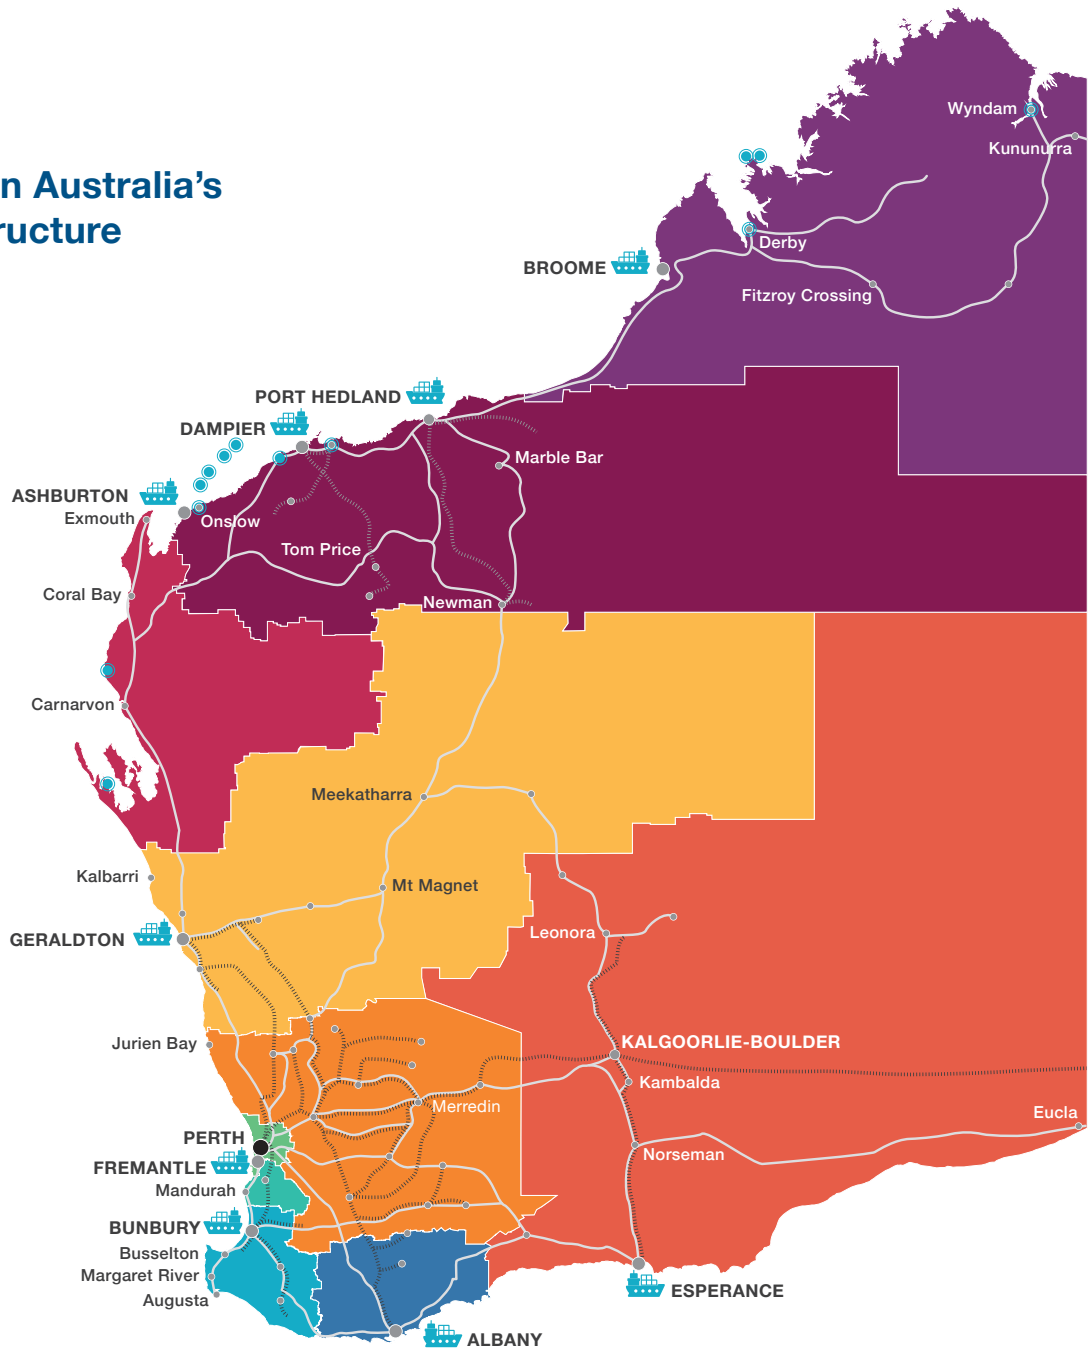 n Australia's
ructure
Wyndam
Kununurra
Derby
BROOME
Fitzroy Crossing
PORT HEDLAND
DAMPIER
Marble Bar
ASHBURTON
Exmouth
Onslow
Tom Price
Coral Bay
Newman
Carnarvon
Meekatharra
Kalbarri
Mt Magnet
GERALDTON
Leonora
Jurien Bay
KALGOORLIE-BOULDER
Kambalda
Merredin
Eucla
PERTH
Norseman
FREMANTLE
Mandurah
BUNBURY
Busselton
Margaret River
Augusta
ESPERANCE
ALBANY